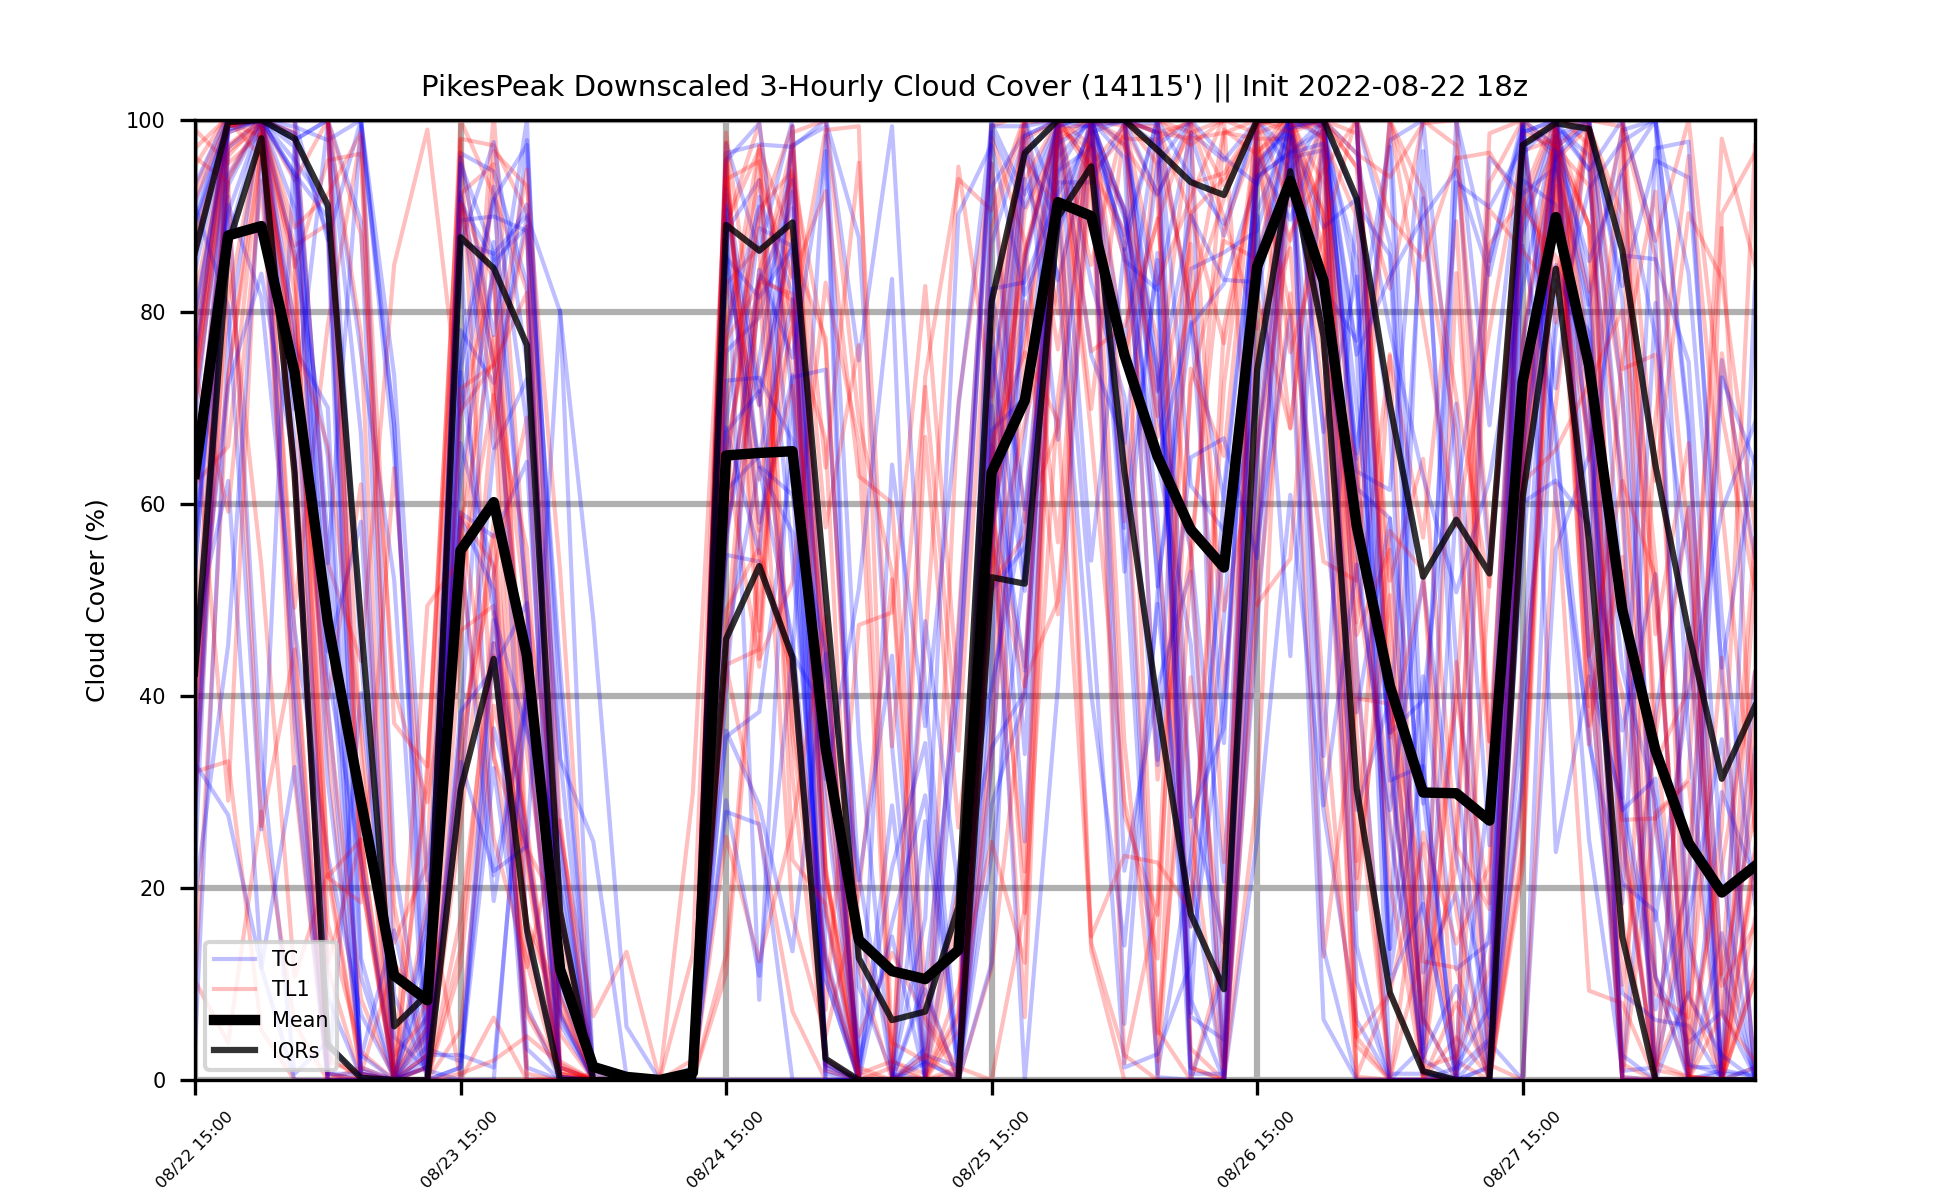 PikesPeak Downscaled 3-Hourly Cloud Cover (14115') || Init 2022-08-22 18z
Cloud Cover (%)
100
80
60
40
20
0
TC
TL1
Mean
IQRs
08/22 15:00
08/23 15:00
08/24 15:00
08/25 15:00
08/26 15:00
08/27 15:00